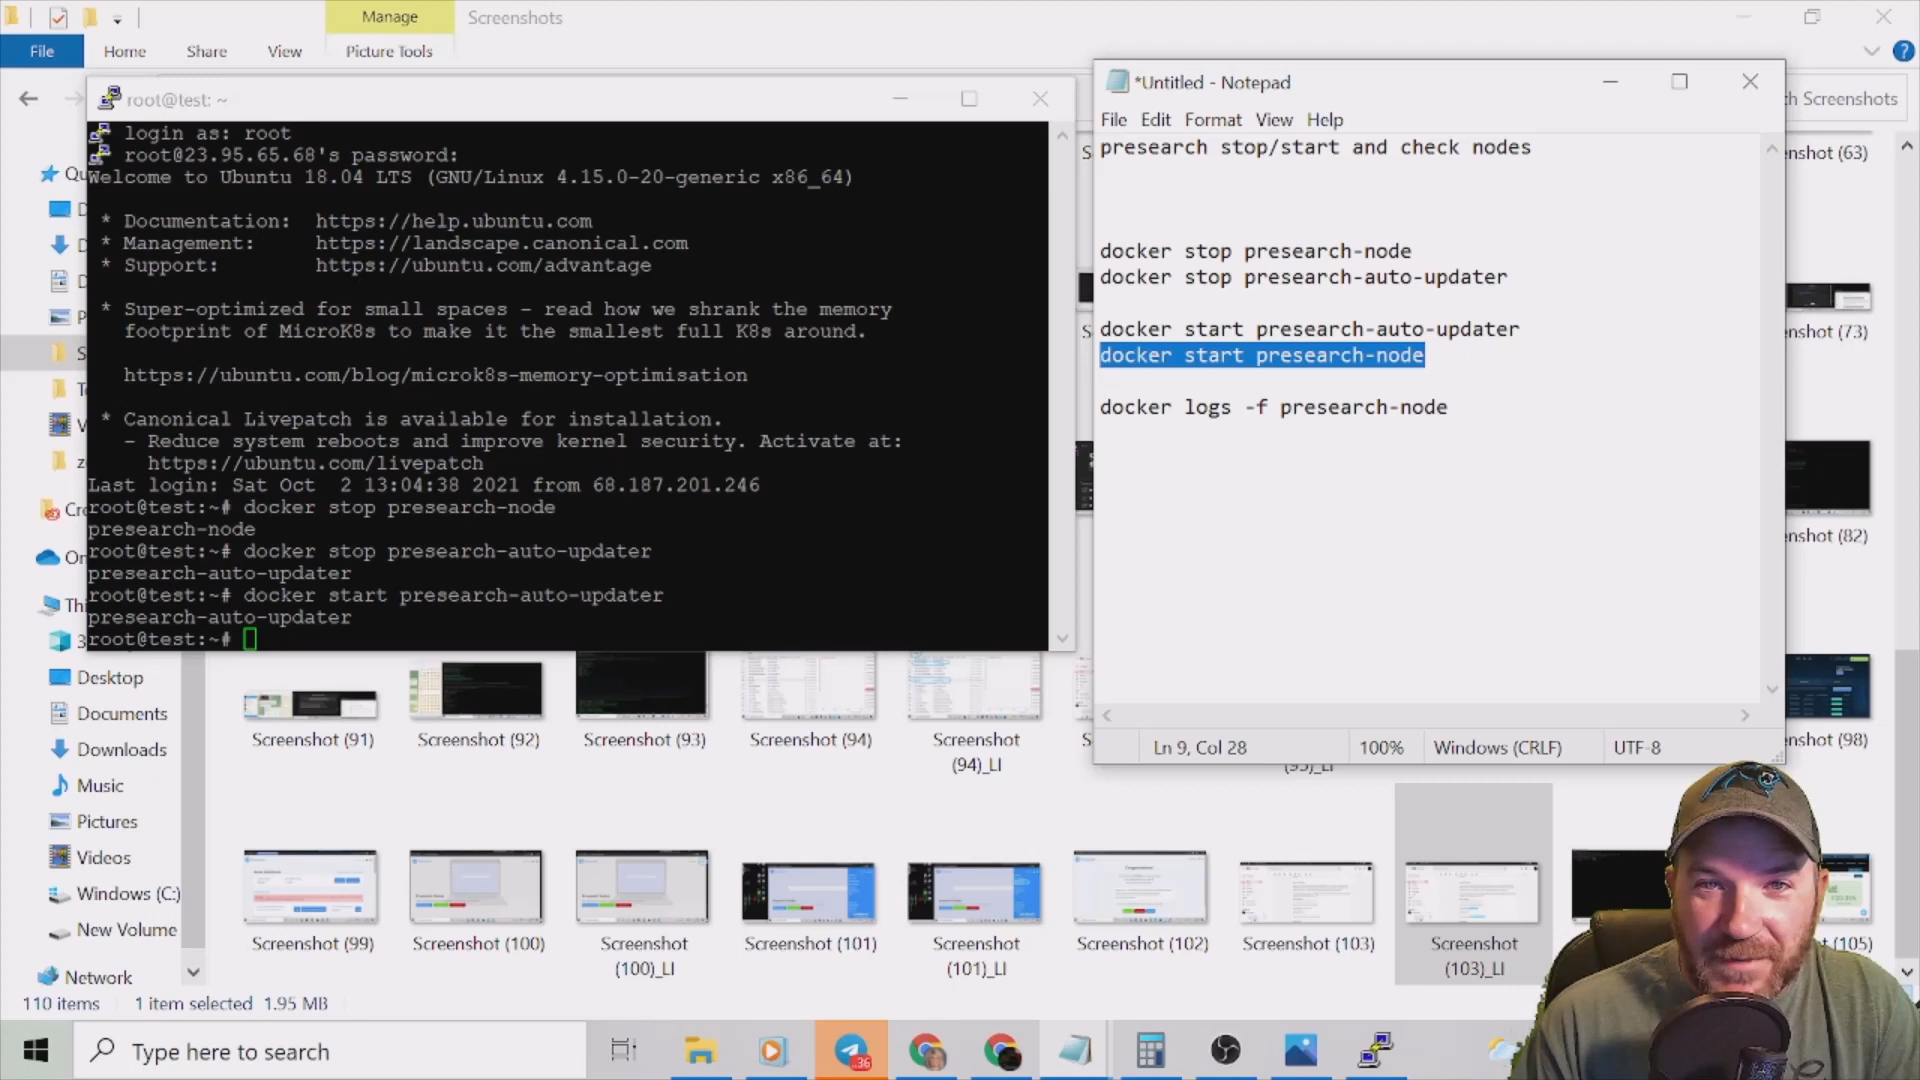 Manage
Screenshots
File
Home
Share
View
Picture Tools
root@test: ~
login as: root
root@23.95.65.68's password:
Welcome to Ubuntu 18.04 LTS (GNU/Linux 4.15.0-20-generic x86_64)
* Documentation: https://help.ubuntu.com
* Management: https://landscape.canonical.com
* Support: https://ubuntu.com/advantage
* Super-optimized for small spaces - read how we shrank the memory
footprint of MicroK8s to make it the smallest full K8s around.
https://ubuntu.com/blog/microk8s-memory-optimisation
* Canonical Livepatch is available for installation.
- Reduce system reboots and improve kernel security. Activate at:
https://ubuntu.com/livepatch
Last login: Sat Oct 2 13:04:38 2021 from 68.187.201.246
root@test:~# docker stop presearch-node
presearch-node
root@test:~# docker stop presearch-auto-updater
presearch-auto-updater
root@test:~# docker start presearch-auto-updater
presearch-auto-updater
root@test:~#
*Untitled - Notepad
File Edit Format View Help
presearch stop/start and check nodes
docker stop presearch-node
docker stop presearch-auto-updater
docker start presearch-auto-updater
docker start presearch-node
docker logs -f presearch-node
Ln 9, Col 28
100%
Windows (CRLF)
UTF-8
h Screenshots
nshot (63)
nshot (73)
enshot (82)
enshot (98)
Desktop
Documents
Downloads
Music
Pictures
Videos
Windows (C:)
New Volume
Network
Screenshot (91)
Screenshot (92)
Screenshot (93)
Screenshot (94)
Screenshot
(94)_LI
Screenshot (99)
Screenshot (100)
Screenshot
(100)_LI
Screenshot (101)
Screenshot
(101)_LI
Screenshot (102)
Screenshot (103)
Screenshot
(103)_LI
t (105)
110 items
1 item selected 1.95 MB
Type here to search
36